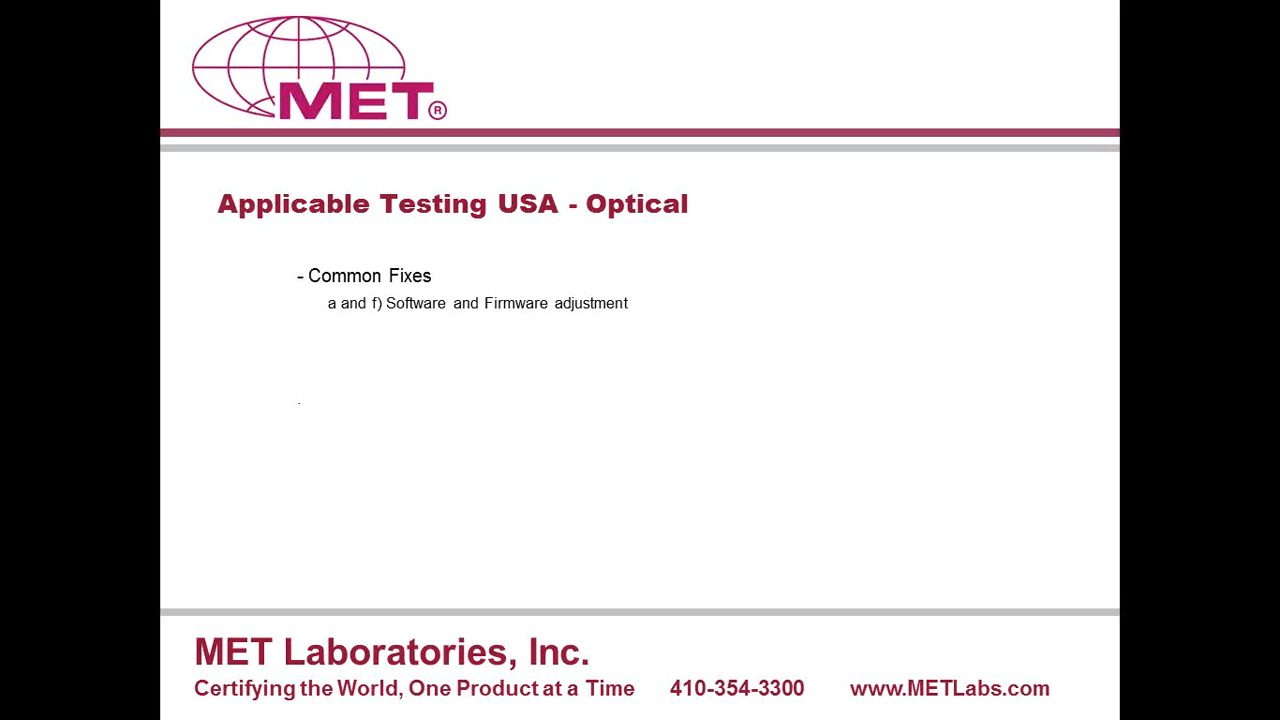 MET®
Applicable Testing USA - Optical
- Common Fixes
a and f) Software and Firmware adjustment
.
MET Laboratories, Inc.
Certifying the World, One Product at a Time 410-354-3300 www.METLabs.com